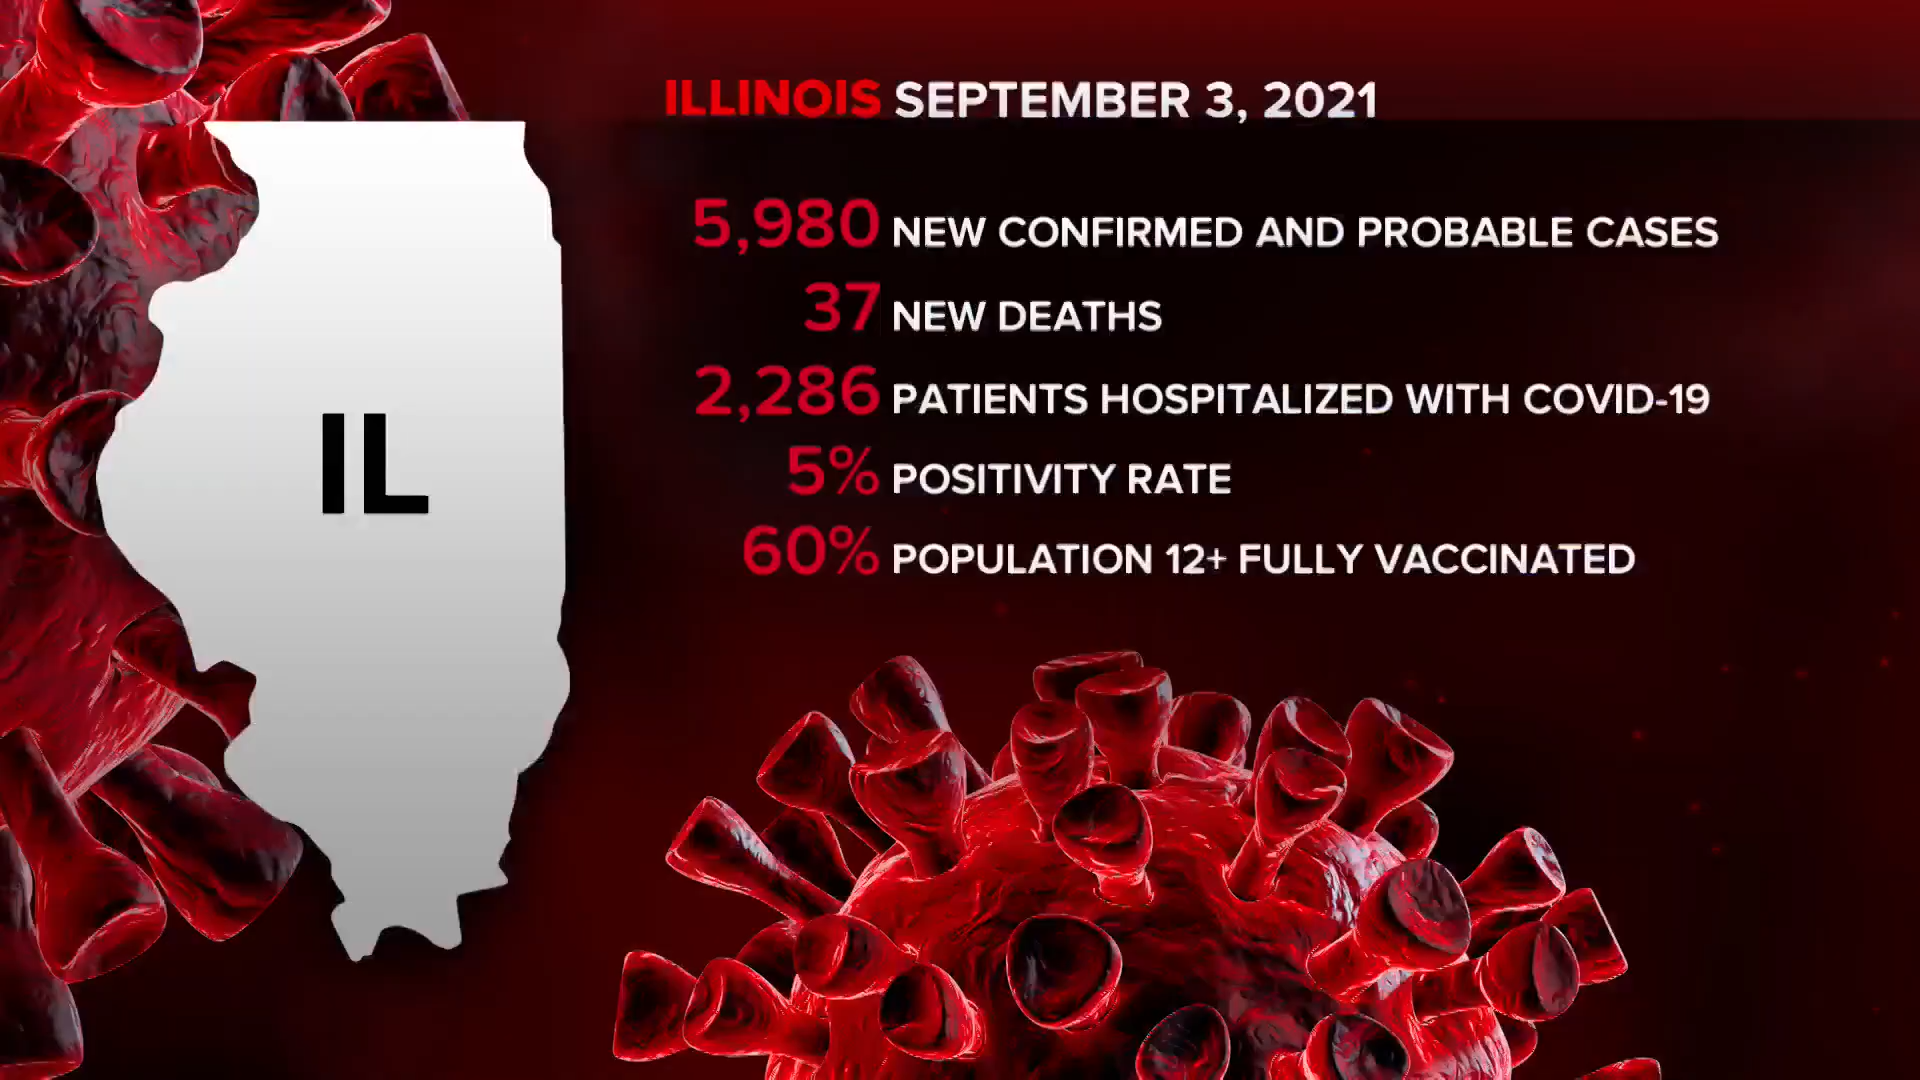 ILLINOIS SEPTEMBER 3, 2021
5,980 NEW CONFIRMED AND PROBABLE CASES
37 NEW DEATHS
2,286 PATIENTS HOSPITALIZED WITH COVID-19
5% POSITIVITY RATE
60% POPULATION 12+ FULLY VACCINATED
IL